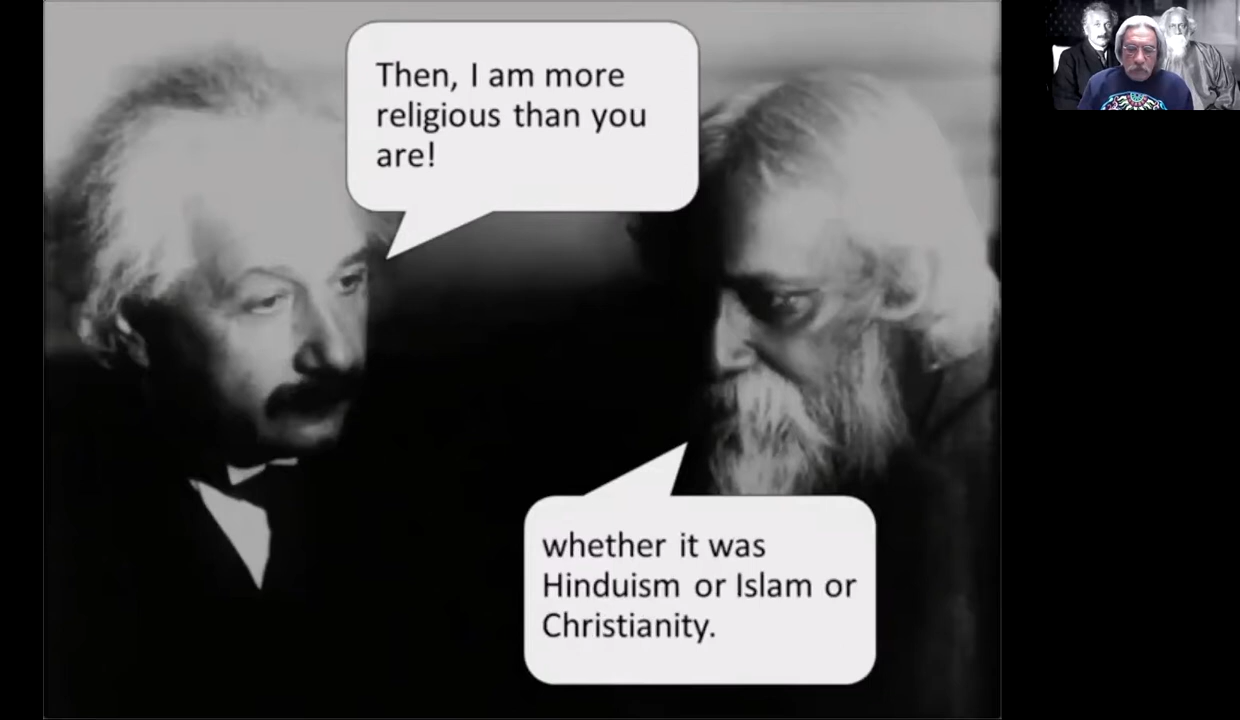 Then, I am more
religious than you
are!
whether it was
Hinduism or Islam or
Christianity.